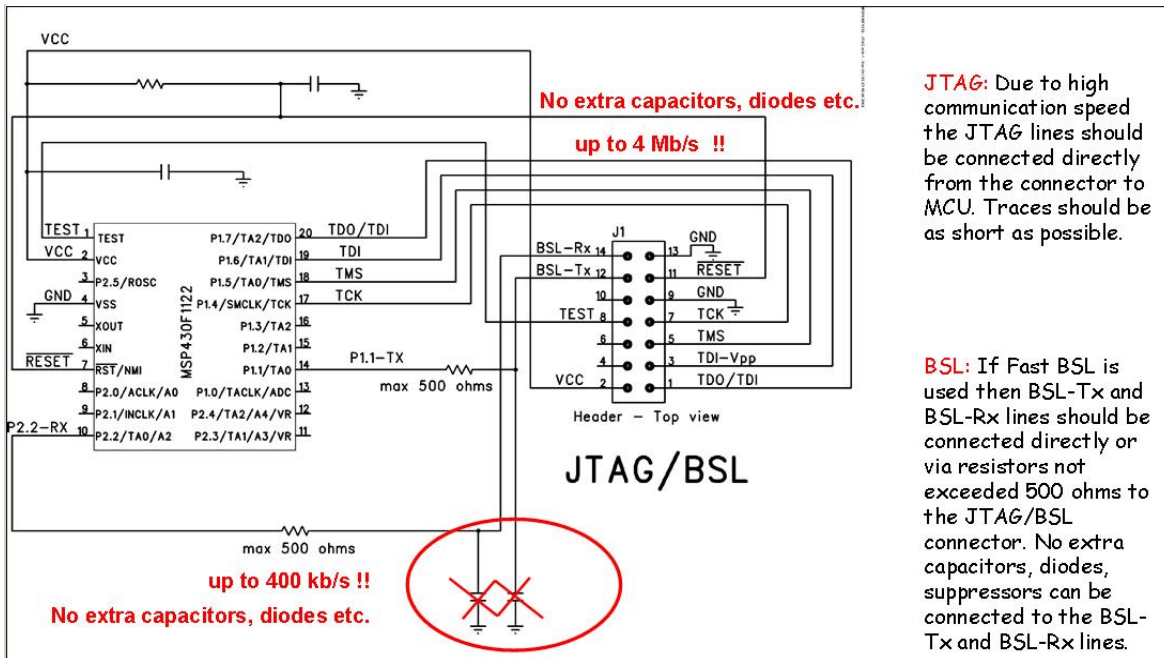 VCC
No extra capacitors, diodes etc.
up to 4 Mb/s !!
TEST 1 TEST
VCC 2 VCC
3 P2.5/ROSC
GND 4 VSS
5 XOUT
6 XIN
RESET 7 RST/NMI
8 P2.0/ACLK/A0
9 P2.1/INCLK/A1
P2.2-RX 10 P2.2/TA0/A2
MSP430F1122
P1.7/TA2/TDO 20 TDO/TDI
P1.6/TA1/TDI 19 TDI
P1.5/TA0/TMS 18 TMS
P1.4/SMCLK/TCK 17 TCK
P1.3/TA2 16
P1.2/TA1 15
P1.1/TA0 14 P1.1-TX
max 500 ohms
P1.0/TACLK/ADC 13
P2.4/TA2/A4/VR 12
P2.3/TA1/A3/VR 11
J1
BSL-Rx 14 13 GND
BSL-Tx 12 11 RESET
10 9 GND
TEST 8 7 TCK
6 5 TMS
4 3 TDI-Vpp
VCC 2 1 TDO/TDI
Header - Top view
JTAG/BSL
max 500 ohms
up to 400 kb/s !!
No extra capacitors, diodes etc.
JTAG: Due to high
communication speed
the JTAG lines should
be connected directly
from the connector to
MCU. Traces should be
as short as possible.
BSL: If Fast BSL is
used then BSL-Tx and
BSL-Rx lines should be
connected directly or
via resistors not
exceeded 500 ohms to
the JTAG/BSL
connector. No extra
capacitors, diodes,
suppressors can be
connected to the BSL-
Tx and BSL-Rx lines.